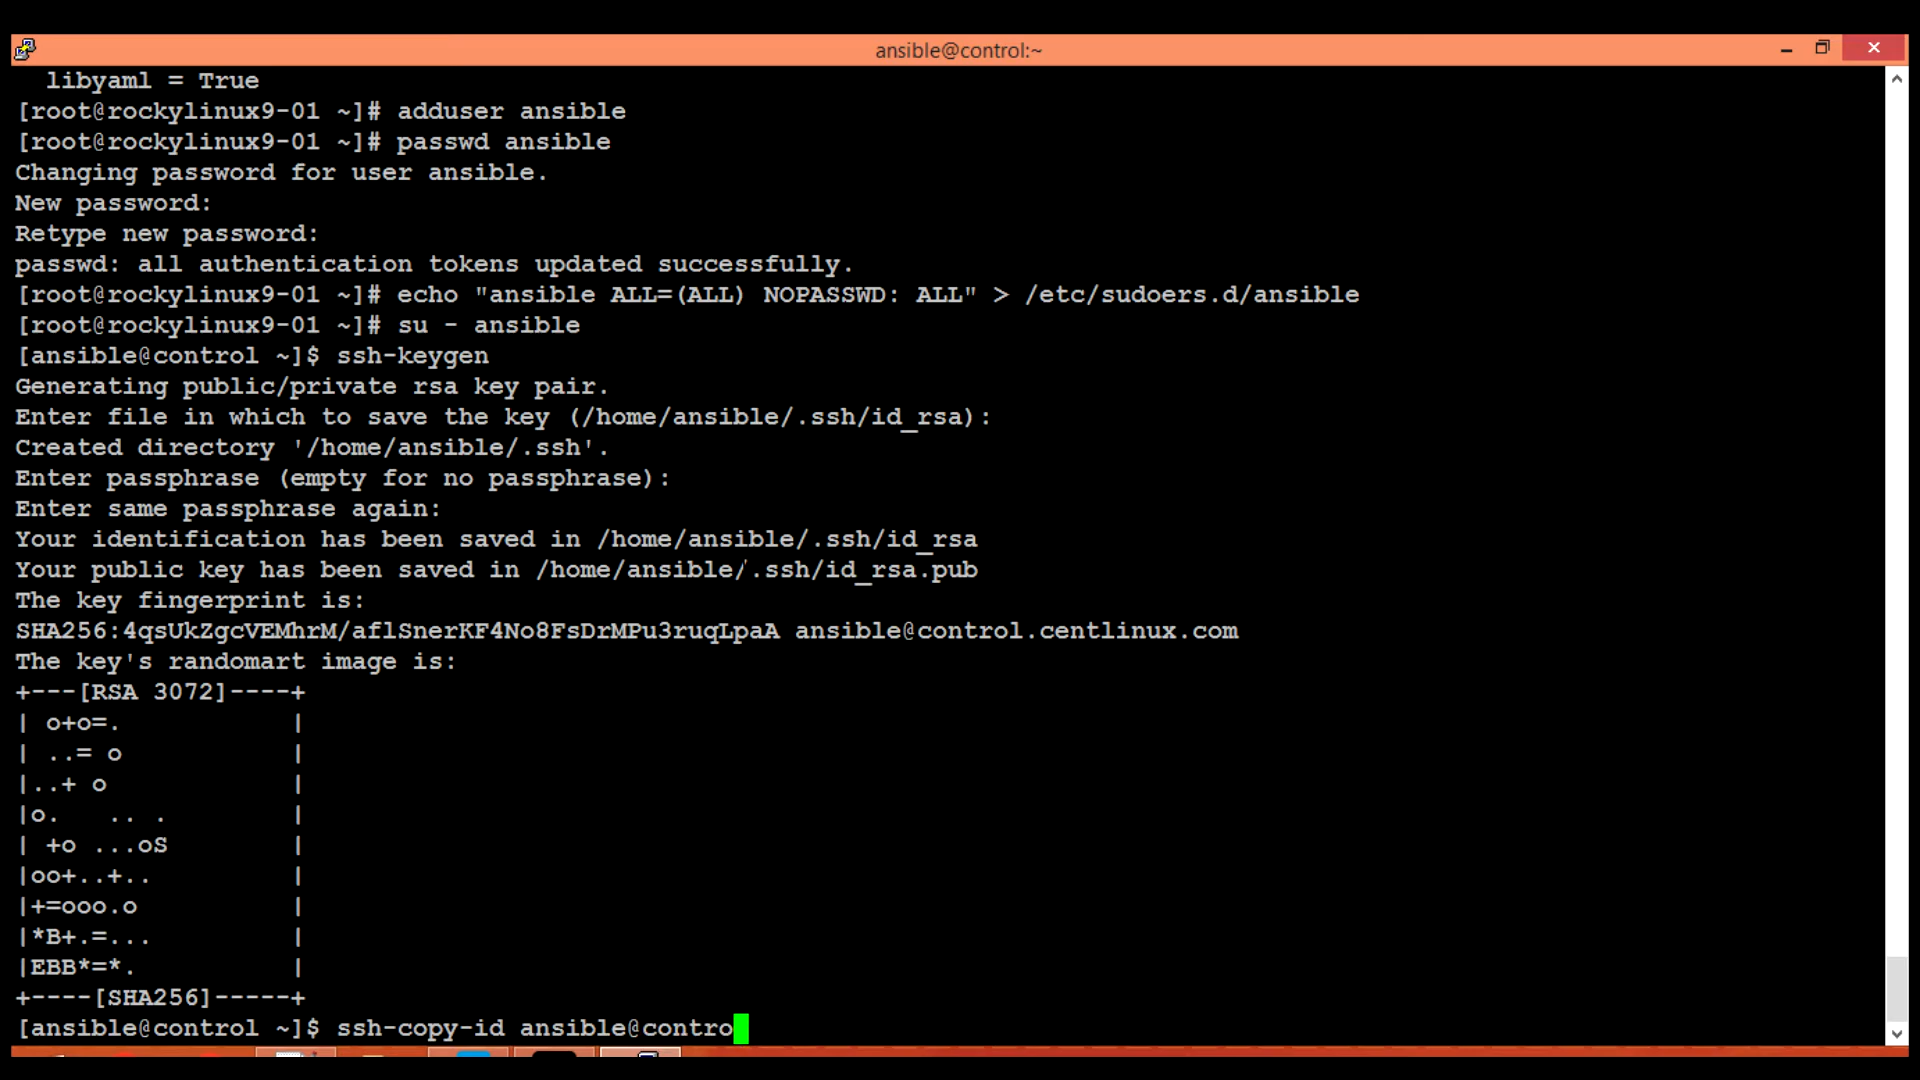 ansible@control:~
libyaml = True
[root@rockylinux9-01 ~]# adduser ansible
[root@rockylinux9-01 ~]# passwd ansible
Changing password for user ansible.
New password:
Retype new password:
passwd: all authentication tokens updated successfully.
[root@rockylinux9-01 ~]# echo "ansible ALL=(ALL) NOPASSWD: ALL" > /etc/sudoers.d/ansible
[root@rockylinux9-01 ~]# su - ansible
[ansible@control ~]$ ssh-keygen
Generating public/private rsa key pair.
Enter file in which to save the key (/home/ansible/.ssh/id_rsa):
Created directory '/home/ansible/.ssh'.
Enter passphrase (empty for no passphrase):
Enter same passphrase again:
Your identification has been saved in /home/ansible/.ssh/id_rsa
Your public key has been saved in /home/ansible/.ssh/id_rsa.pub
The key fingerprint is:
SHA256:4qsUkZgcVEMhrM/aflSnerKF4No8FsDrMPu3ruqLpaA ansible@control.centlinux.com
The key's randomart image is:
+---[RSA 3072]----+
| o+o=.           |
| ..= o           |
|..+ o            |
|o.   .. .        |
| +o ...oS        |
|oo+..+..         |
|+=ooo.o          |
|*B+.=...         |
|EBB*=*.          |
+----[SHA256]-----+
[ansible@control ~]$ ssh-copy-id ansible@contro